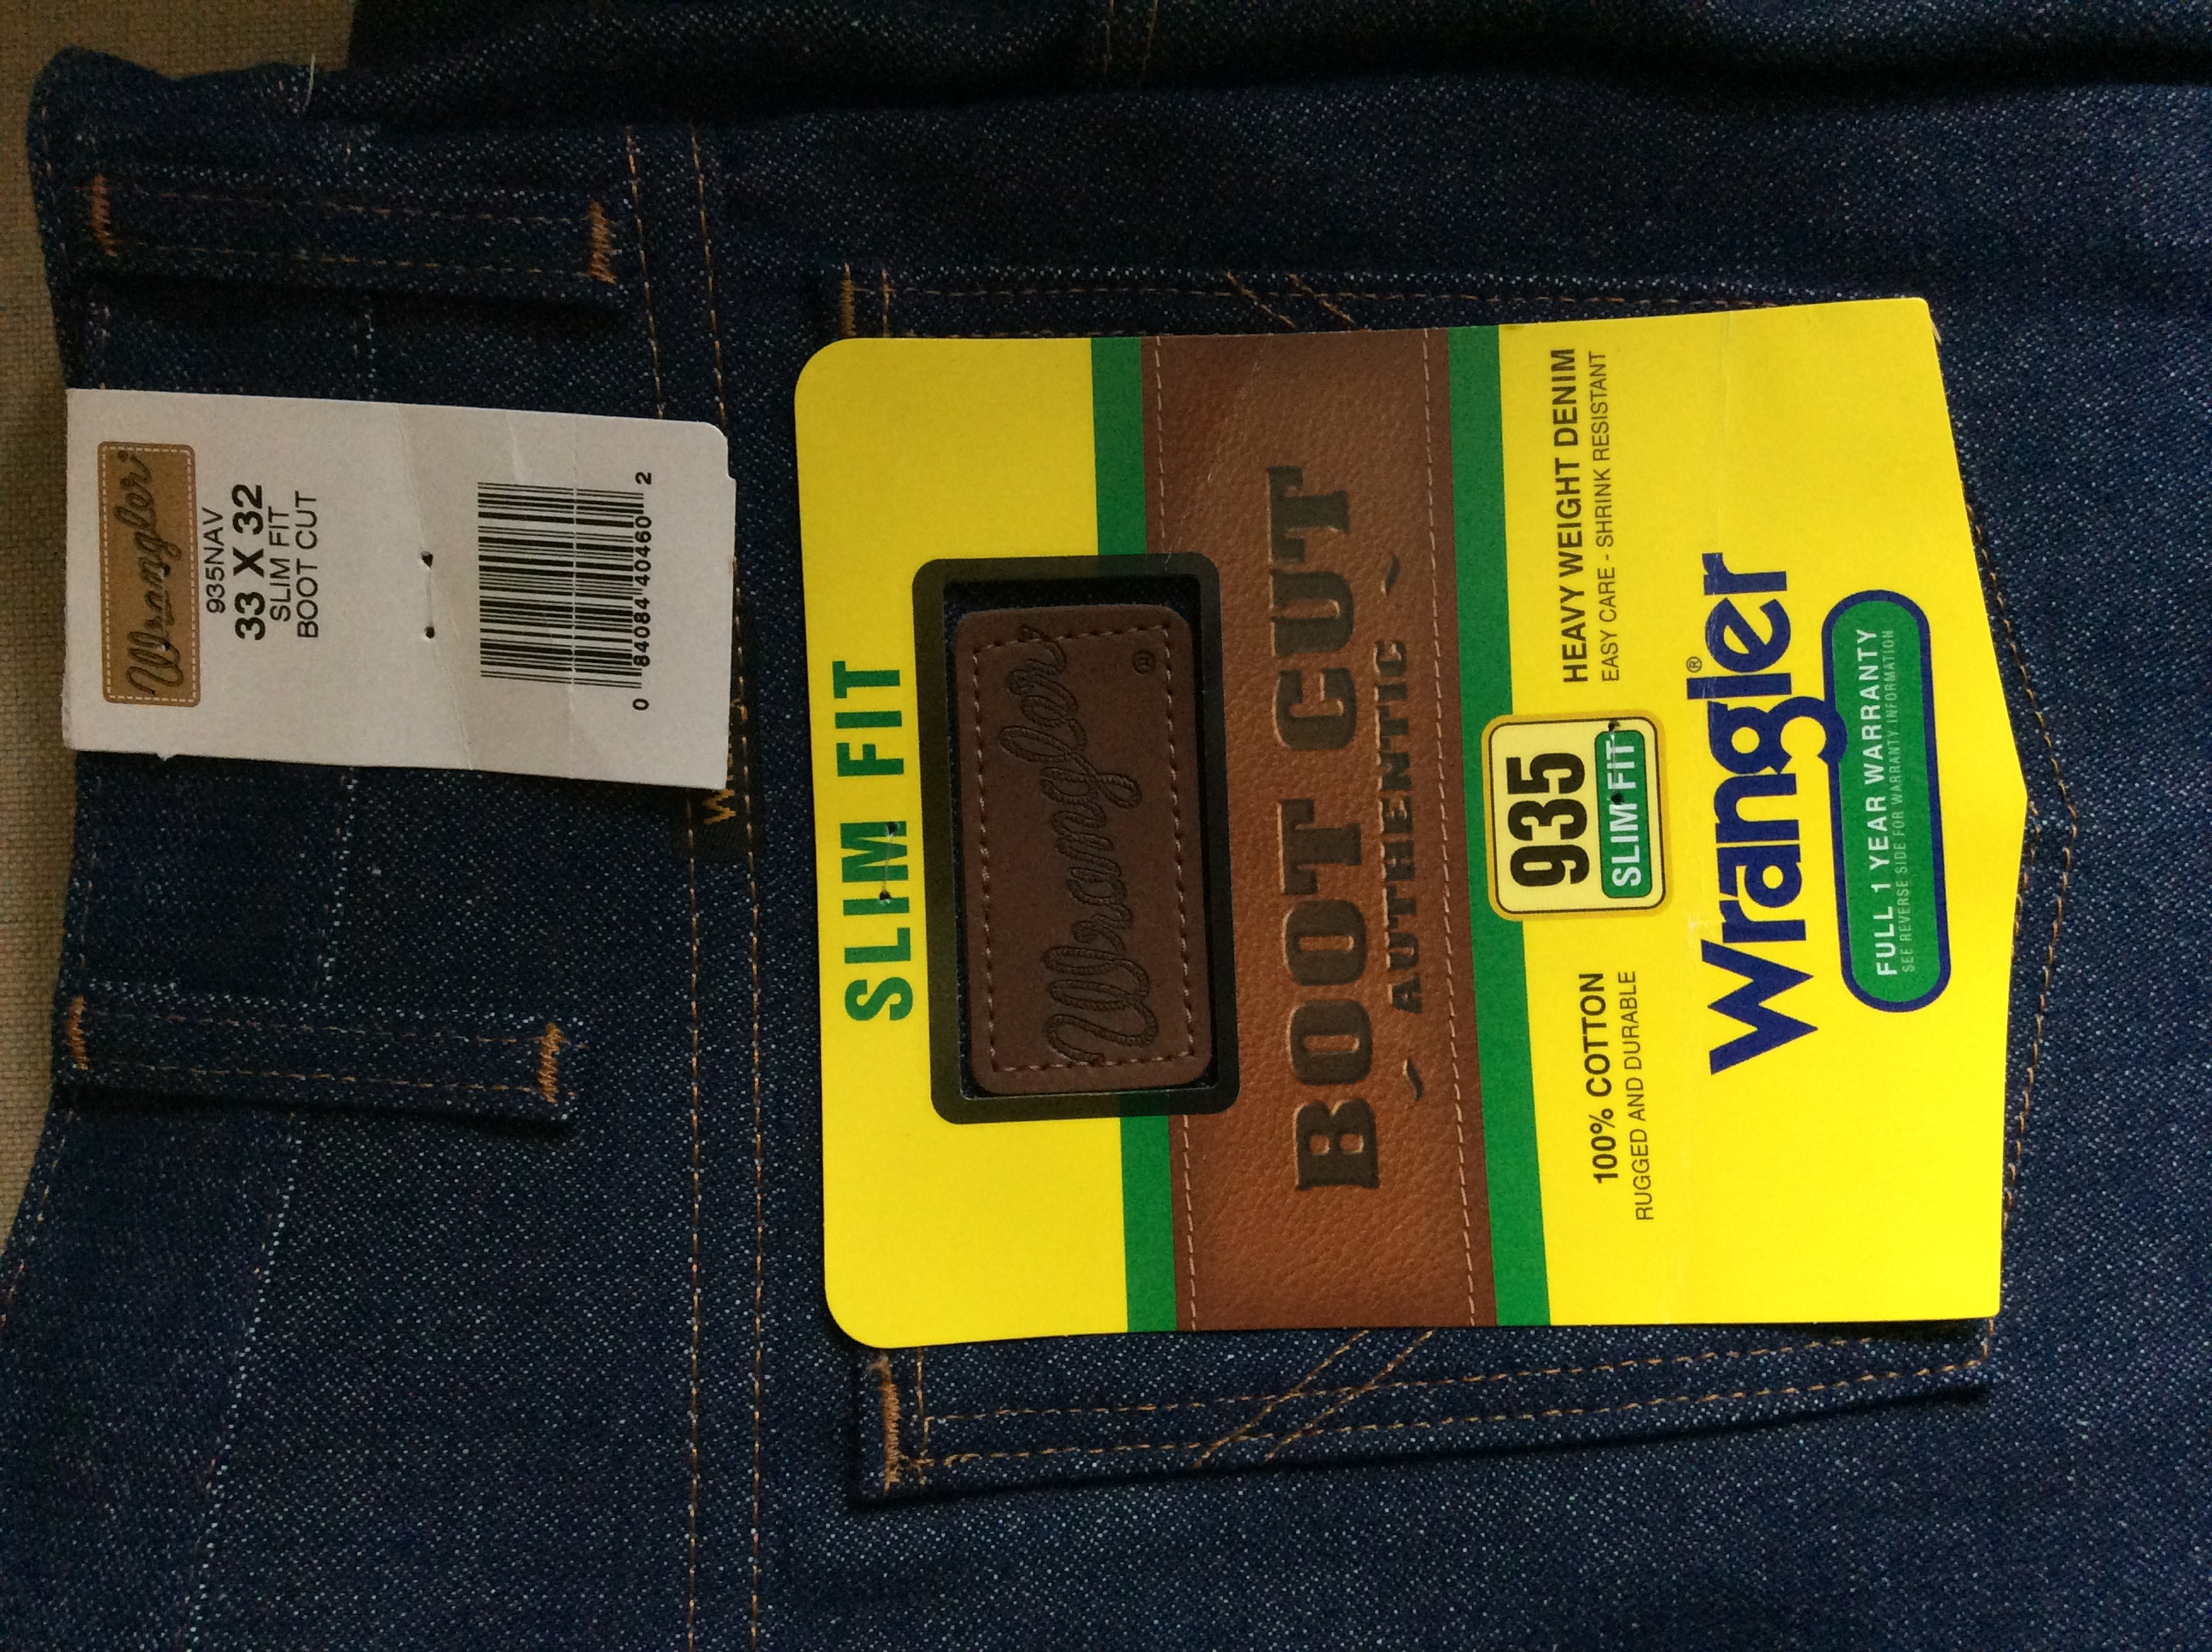 Wrangler
935NAV
33 X 32
SLIM FIT
BOOT CUT
0 84084 40460 2
W
SLIM FIT
Wrangler®
BOOT CUT
~ AUTHENTIC ~
100% COTTON
RUGGED AND DURABLE
935
SLIM FIT
HEAVY WEIGHT DENIM
EASY CARE - SHRINK RESISTANT
Wrangler®
FULL 1 YEAR WARRANTY
SEE REVERSE SIDE FOR WARRANTY INFORMATION